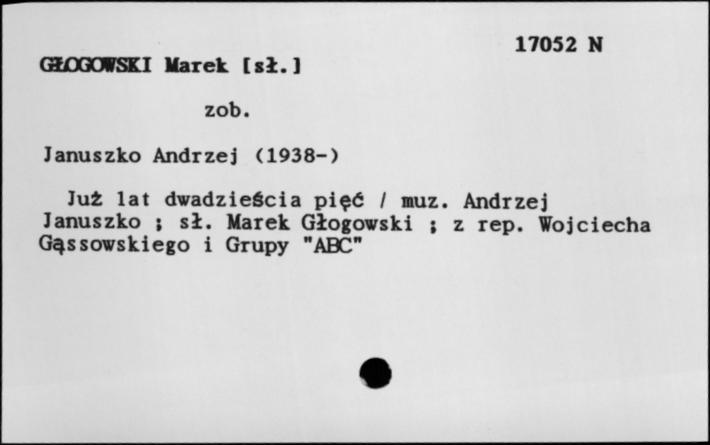 17052 N
GŁOGOWSKI Marek [sł.]
zob.
Januszko Andrzej (1938-)
Już lat dwadzieścia pięć / muz. Andrzej
Januszko ; sł. Marek Głogowski ; z rep. Wojciecha
Gąssowskiego i Grupy "ABC"